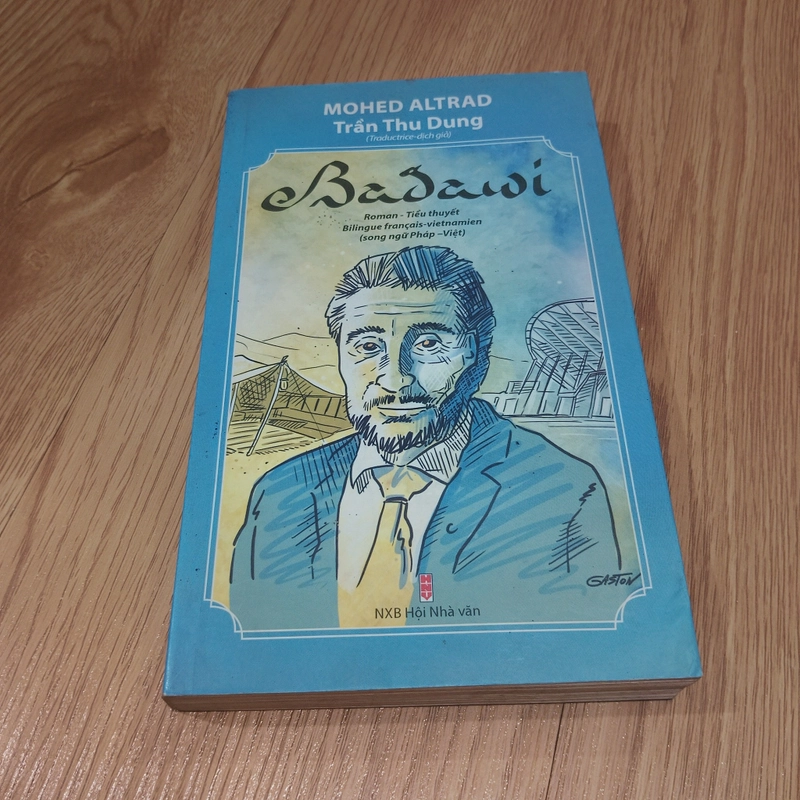 MOHED ALTRAD
Trần Thu Dung
(Traductrice-dịch giả)
Badawi
Roman - Tiểu thuyết
Bilingue français-vietnamien
(song ngữ Pháp –Việt)
GASTON
HNV
NXB Hội Nhà văn